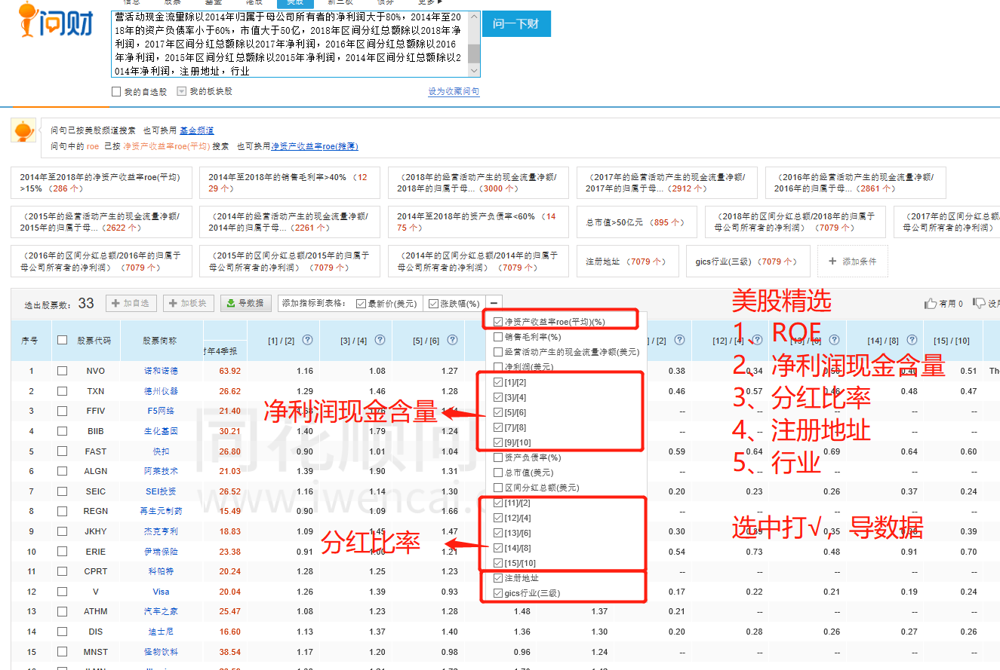 信息 股票 基金 港股 美股 新三板 债券 更多
问财
营活动现金流量除以2014年归属于母公司所有者的净利润大于80%，2014年至20
18年的资产负债率小于60%，市值大于50亿，2018年区间分红总额除以2018年净
利润，2017年区间分红总额除以2017年净利润，2016年区间分红总额除以2016
年净利润，2015年区间分红总额除以2015年净利润，2014年区间分红总额除以2
014年净利润，注册地址，行业
问一下财
我的自选股 我的板块股 设为收藏问句
问句已按美股频道搜索 也可换用 基金频道
问句中的 roe 已按 净资产收益率roe(平均) 搜索 也可换用净资产收益率roe(摊薄)
2014年至2018年的净资产收益率roe(平均)
>15% （286 个）
2014年至2018年的销售毛利率>40% （12
29 个）
（2018年的经营活动产生的现金流量净额/
2018年的归属于母...（3000 个）
（2017年的经营活动产生的现金流量净额/
2017年的归属于母...（2912 个）
（2016年的经营活动产生的现金流量净额/
2016年的归属于母...（2861 个）
（2015年的经营活动产生的现金流量净额/
2015年的归属于母...（2622 个）
（2014年的经营活动产生的现金流量净额/
2014年的归属于母...（2261 个）
2014年至2018年的资产负债率<60% （14
75 个）
总市值>50亿元 （895 个）
（2018年的区间分红总额/2018年的归属于
母公司所有者的净利润） （7079 个）
（2017年的区间分红总额/
母公司所有者的净利润）
（2016年的区间分红总额/2016年的归属于
母公司所有者的净利润） （7079 个）
（2015年的区间分红总额/2015年的归属于
母公司所有者的净利润） （7079 个）
（2014年的区间分红总额/2014年的归属于
母公司所有者的净利润） （7079 个）
注册地址 （7079 个）
gics行业(三级) （7079 个）
+ 添加条件
选出股票数： 33 + 加自选 + 加板块 导数据 添加指标到表格： 最新价(美元) 涨跌幅(%) 有用 0
序号 股票代码 股票简称 年4季报 [1] / [2] [3] / [4] [5] / [6] / [2] [12] / [4] [13] / [6] [14] / [8] [15] / [10]
1 NVO 诺和诺德 63.92 1.16 1.08 1.27 0.38 0.34 0.51
2 TXN 德州仪器 26.62 1.29 1.46 1.28 0.46 0.57 0.46 0.48 0.47
3 FFIV F5网络 21.40 -- -- -- -- --
4 BIIB 生化基因 30.21 1.40 1.79 1.24 -- -- -- --
5 FAST 快扣 26.80 0.90 1.01 1.04 0.59 0.64 0.69 0.64 0.60
6 ALGN 阿莱技术 21.03 1.39 1.90 1.31 -- -- -- --
7 SEIC SEI投资 26.52 1.16 1.14 1.30 0.20 0.23 0.26 0.37 0.24
8 REGN 再生元制药 15.49 0.90 1.09 1.66 -- -- -- -- --
9 JKHY 杰克亨利 18.83 1.09 1.45 1.47 0.30 0.35 0.39
10 ERIE 伊瑞保险 23.38 0.91 1.21 0.54 0.73 0.48 0.91 0.70
11 CPRT 科帕特 20.24 1.28 1.25 1.23 -- -- -- -- --
12 V Visa 20.04 1.26 1.39 0.93 0.17 0.22 0.21 0.19 0.24
13 ATHM 汽车之家 25.47 1.08 1.23 1.28 1.48 1.37 0.21 -- -- -- --
14 DIS 迪士尼 16.60 1.13 1.37 1.40 1.36 1.30 0.20 0.28 0.26 0.27 0.26
15 MNST 怪物饮料 38.54 1.17 1.20 0.98 0.96 1.24 -- -- -- -- --
净资产收益率roe(平均)(%)
销售毛利率(%)
经营活动产生的现金流量净额(美元)
净利润(美元)
[1]/[2]
[3]/[4]
[5]/[6]
[7]/[8]
[9]/[10]
资产负债率(%)
总市值(美元)
区间分红总额(美元)
[11]/[2]
[12]/[4]
[13]/[6]
[14]/[8]
[15]/[10]
注册地址
gics行业(三级)
净利润现金含量
分红比率
美股精选
1、ROE
2、净利润现金含量
3、分红比率
4、注册地址
5、行业
选中打√，导数据
同花顺问
www.iwencai.c